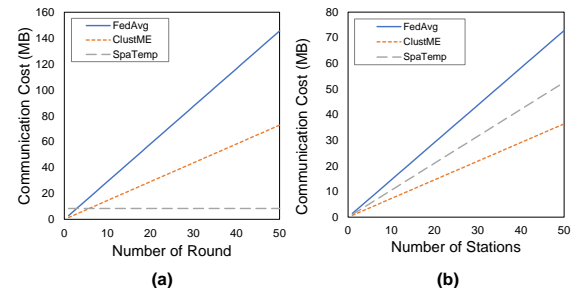 FedAvg
ClustME
SpaTemp
Communication Cost (MB)
160
140
120
100
80
60
40
20
0
0 10 20 30 40 50
Number of Round
(a)
FedAvg
ClustME
SpaTemp
Communication Cost (MB)
80
70
60
50
40
30
20
10
0
0 10 20 30 40 50
Number of Stations
(b)